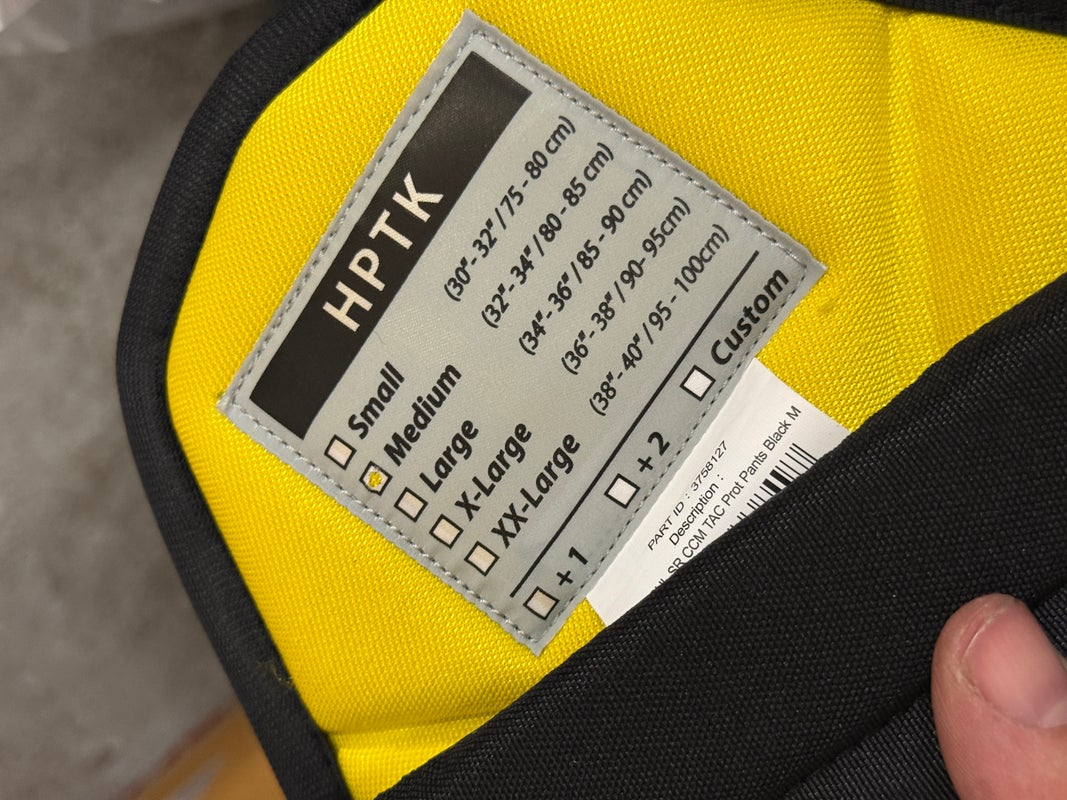 HPTK
Small (30"- 32" / 75 - 80 cm)
Medium (32"- 34" / 80 - 85 cm)
Large (34"- 36" / 85 - 90 cm)
X-Large (36"- 38" / 90- 95cm)
XX-Large (38"- 40" / 95 - 100cm)
+ 1 + 2 Custom
PART ID : 3758127
Description :
SR CCM TAC Prot Pants Black M